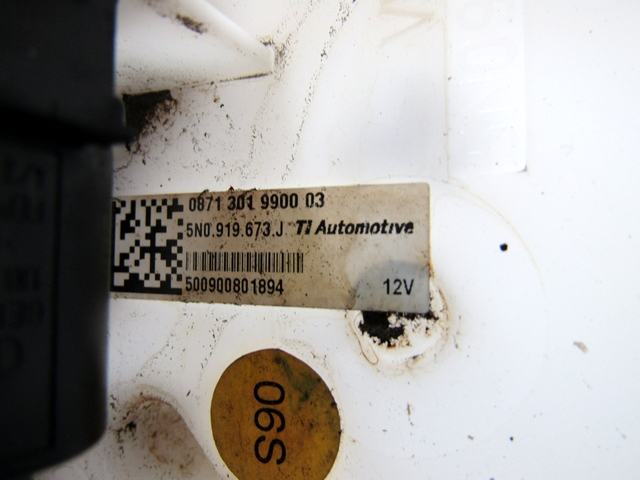 0871 301 9900 03
5N0.919.673.J TI Automotive
500900801894
12V
S90